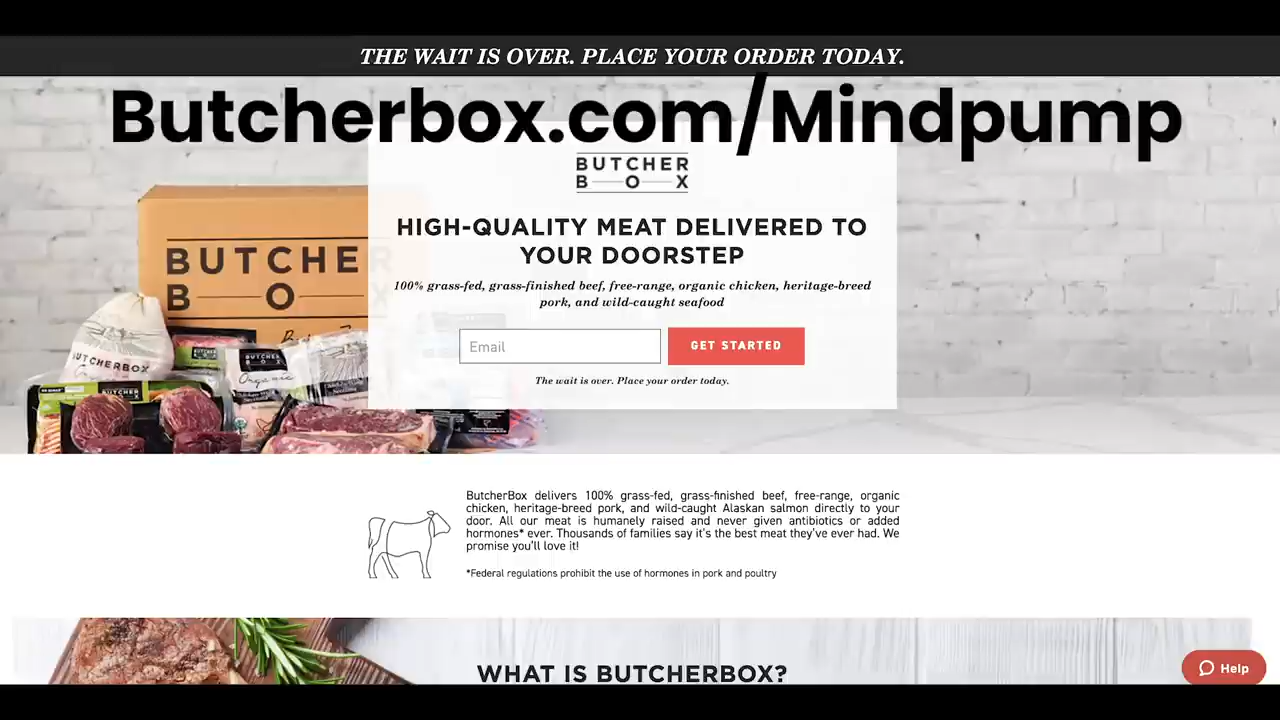 THE WAIT IS OVER. PLACE YOUR ORDER TODAY.
Butcherbox.com/Mindpump
BUTCHER
BOX
HIGH-QUALITY MEAT DELIVERED TO
YOUR DOORSTEP
100% grass-fed, grass-finished beef, free-range, organic chicken, heritage-breed
pork, and wild-caught seafood
Email
GET STARTED
The wait is over. Place your order today.
BUTCHER
BOX
BUTCHERBOX
BUTCHER
BOX
Organic
ButcherBox delivers 100% grass-fed, grass-finished beef, free-range, organic
chicken, heritage-breed pork, and wild-caught Alaskan salmon directly to your
door. All our meat is humanely raised and never given antibiotics or added
hormones* ever. Thousands of families say it's the best meat they've ever had. We
promise you'll love it!
*Federal regulations prohibit the use of hormones in pork and poultry
WHAT IS BUTCHERBOX?
Help